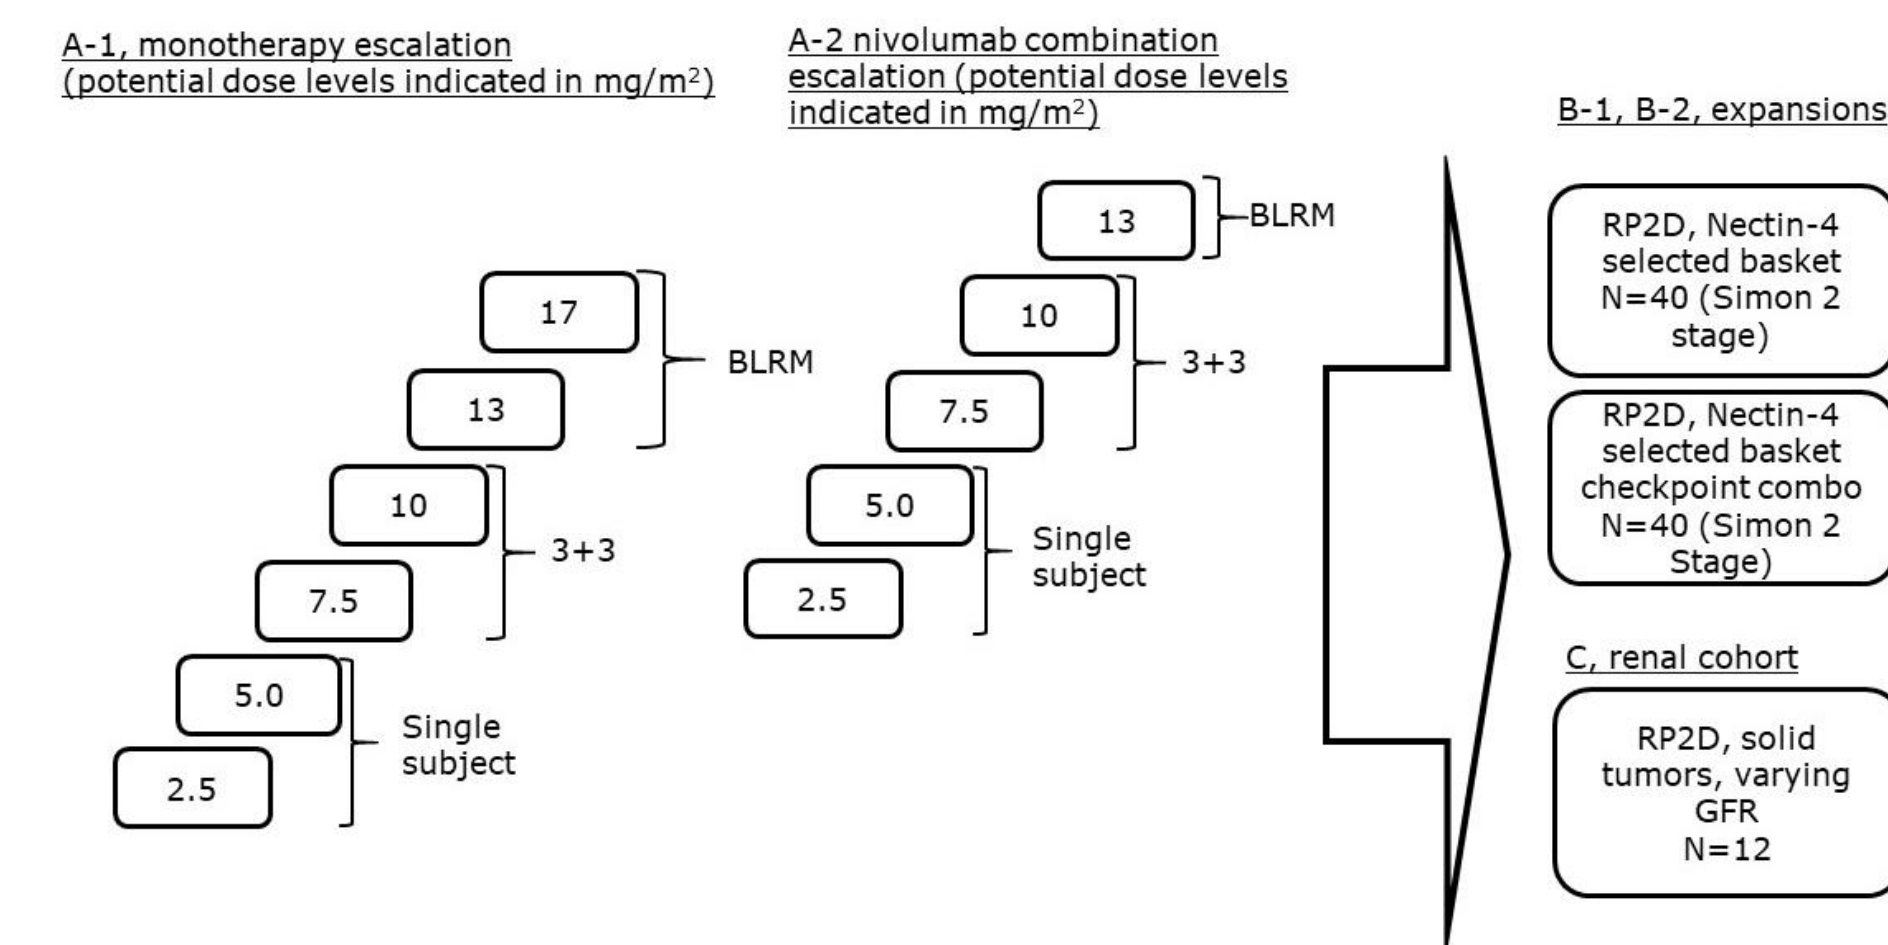 A-1, monotherapy escalation
(potential dose levels indicated in mg/m²)
17
13
BLRM
10
7.5
3+3
5.0
2.5
Single
subject
A-2 nivolumab combination
escalation (potential dose levels
indicated in mg/m²)
13
BLRM
10
7.5
3+3
5.0
2.5
Single
subject
B-1, B-2, expansions
RP2D, Nectin-4
selected basket
N=40 (Simon 2
stage)
RP2D, Nectin-4
selected basket
checkpoint combo
N=40 (Simon 2
Stage)
C, renal cohort
RP2D, solid
tumors, varying
GFR
N=12